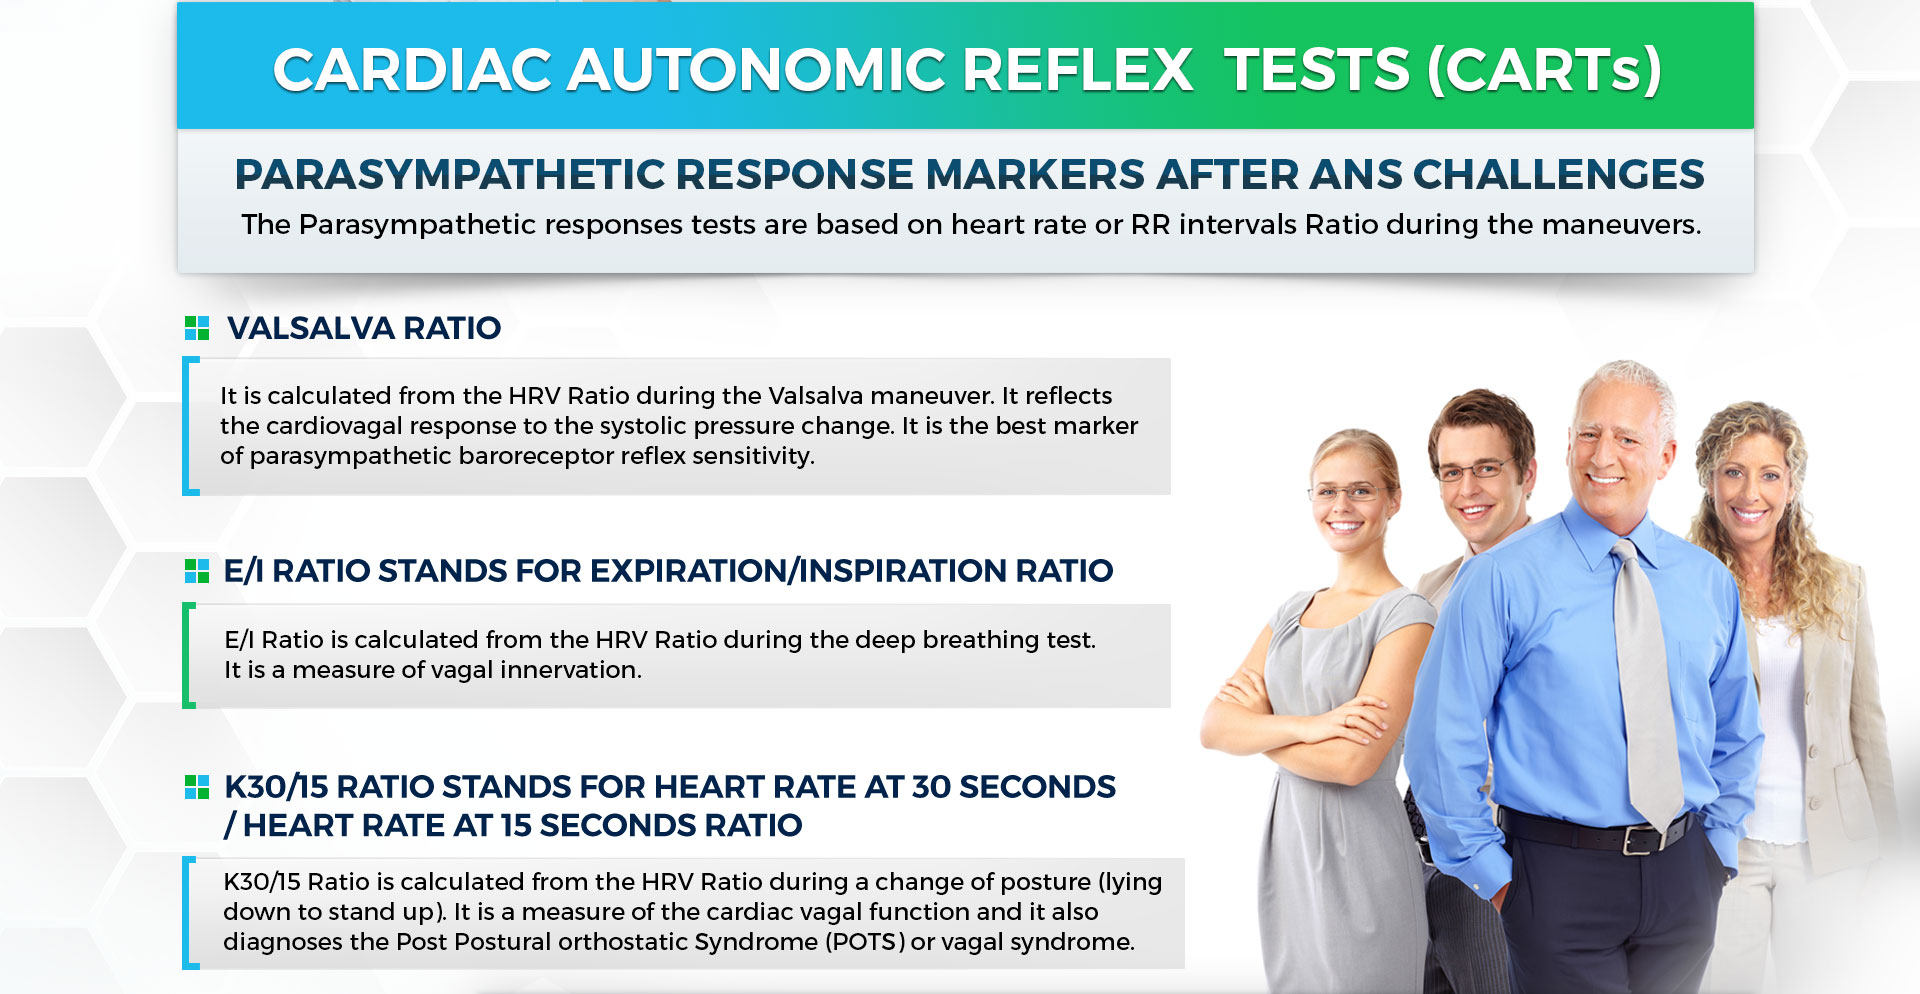 CARDIAC AUTONOMIC REFLEX TESTS (CARTs)
PARASYMPATHETIC RESPONSE MARKERS AFTER ANS CHALLENGES
The Parasympathetic responses tests are based on heart rate or RR intervals Ratio during the maneuvers.
VALSALVA RATIO
It is calculated from the HRV Ratio during the Valsalva maneuver. It reflects
the cardiovagal response to the systolic pressure change. It is the best marker
of parasympathetic baroreceptor reflex sensitivity.
E/I RATIO STANDS FOR EXPIRATION/INSPIRATION RATIO
E/I Ratio is calculated from the HRV Ratio during the deep breathing test.
It is a measure of vagal innervation.
K30/15 RATIO STANDS FOR HEART RATE AT 30 SECONDS
/ HEART RATE AT 15 SECONDS RATIO
K30/15 Ratio is calculated from the HRV Ratio during a change of posture (lying
down to stand up). It is a measure of the cardiac vagal function and it also
diagnoses the Post Postural orthostatic Syndrome (POTS) or vagal syndrome.